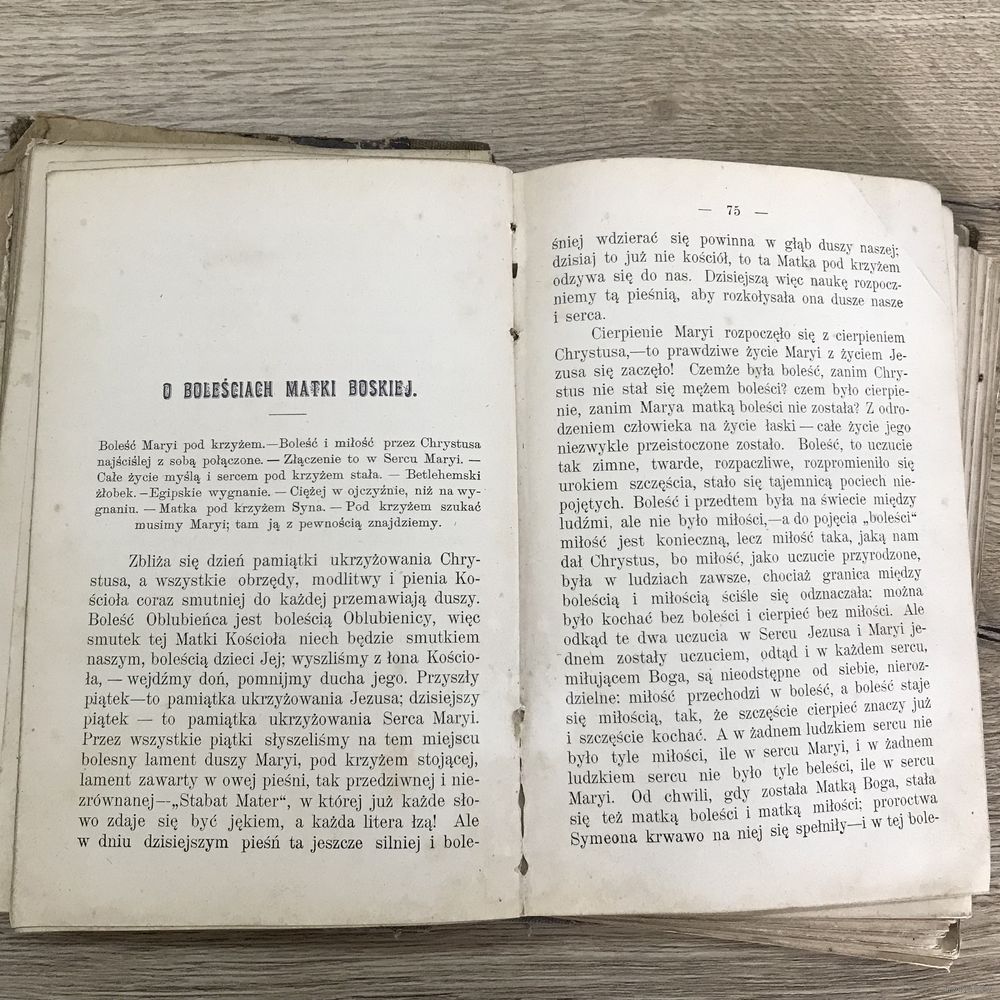 O BOLEŚCIACH MATKI BOSKIEJ.
Boleść Maryi pod krzyżem.—Boleść i miłość przez Chrystusa
najściślej z sobą połączone. — Złączenie to w Sercu Maryi. —
Całe życie myślą i sercem pod krzyżem stała. — Betlehemski
żłobek. —Egipskie wygnanie. — Ciężej w ojczyźnie, niż na wy-
gnaniu. — Matka pod krzyżem Syna. — Pod krzyżem szukać
musimy Maryi; tam ją z pewnością znajdziemy.
Zbliża się dzień pamiątki ukrzyżowania Chry-
stusa, a wszystkie obrzędy, modlitwy i pienia Ko-
ścioła coraz smutniej do każdej przemawiają duszy.
Boleść Oblubieńca jest boleścią Oblubienicy, więc
smutek tej Matki Kościoła niech będzie smutkiem
naszym, boleścią dzieci Jej; wyszliśmy z łona Kościo-
ła, — wejdźmy doń, pomnijmy ducha jego. Przyszły
piątek—to pamiątka ukrzyżowania Jezusa; dzisiejszy
piątek — to pamiątka ukrzyżowania Serca Maryi.
Przez wszystkie piątki słyszeliśmy na tem miejscu
bolesny lament duszy Maryi, pod krzyżem stojącej,
lament zawarty w owej pieśni, tak przedziwnej i nie-
zrównanej—„Stabat Mater“, w której już każde sło-
wo zdaje się być jękiem, a każda litera łzą! Ale
w dniu dzisiejszym pieśń ta jeszcze silniej i bole-
— 75 —
śniej wdzierać się powinna w głąb duszy naszej;
dzisiaj to już nie kościół, to ta Matka pod krzyżem
odzywa się do nas. Dzisiejszą więc naukę rozpocz-
niemy tą pieśnią, aby rozkołysała ona dusze nasze
i serca.
Cierpienie Maryi rozpoczęło się z cierpieniem
Chrystusa,—to prawdziwe życie Maryi z życiem Je-
zusa się zaczęło! Czemże była boleść, zanim Chry-
stus nie stał się mężem boleści? czem było cierpie-
nie, zanim Marya matką boleści nie została? Z odro-
dzeniem człowieka na życie łaski — całe życie jego
niezwykle przeistoczone zostało. Boleść, to uczucie
tak zimne, twarde, rozpaczliwe, rozpromieniło się
urokiem szczęścia, stało się tajemnicą pociech nie-
pojętych. Boleść i przedtem była na świecie między
ludźmi, ale nie było miłości,—a do pojęcia „boleści“
miłość jest konieczną, lecz miłość taka, jaką nam
dał Chrystus, bo miłość, jako uczucie przyrodzone,
była w ludziach zawsze, chociaż granica między
boleścią i miłością ściśle się odznaczała: można
było kochać bez boleści i cierpieć bez miłości. Ale
odkąd te dwa uczucia w Sercu Jezusa i Maryi je-
dnem zostały uczuciem, odtąd i w każdem sercu,
miłującem Boga, są nieodstępne od siebie, nieroz-
dzielne: miłość przechodzi w boleść, a boleść staje
się miłością, tak, że szczęście cierpieć znaczy już
i szczęście kochać. A w żadnem ludzkiem sercu nie
było tyle miłości, ile w sercu Maryi, i w żadnem
ludzkiem sercu nie było tyle beleści, ile w sercu
Maryi. Od chwili, gdy została Matką Boga, stała
się też matką boleści i matką miłości; proroctwa
Symeona krwawo na niej się spełniły—i w tej bole-